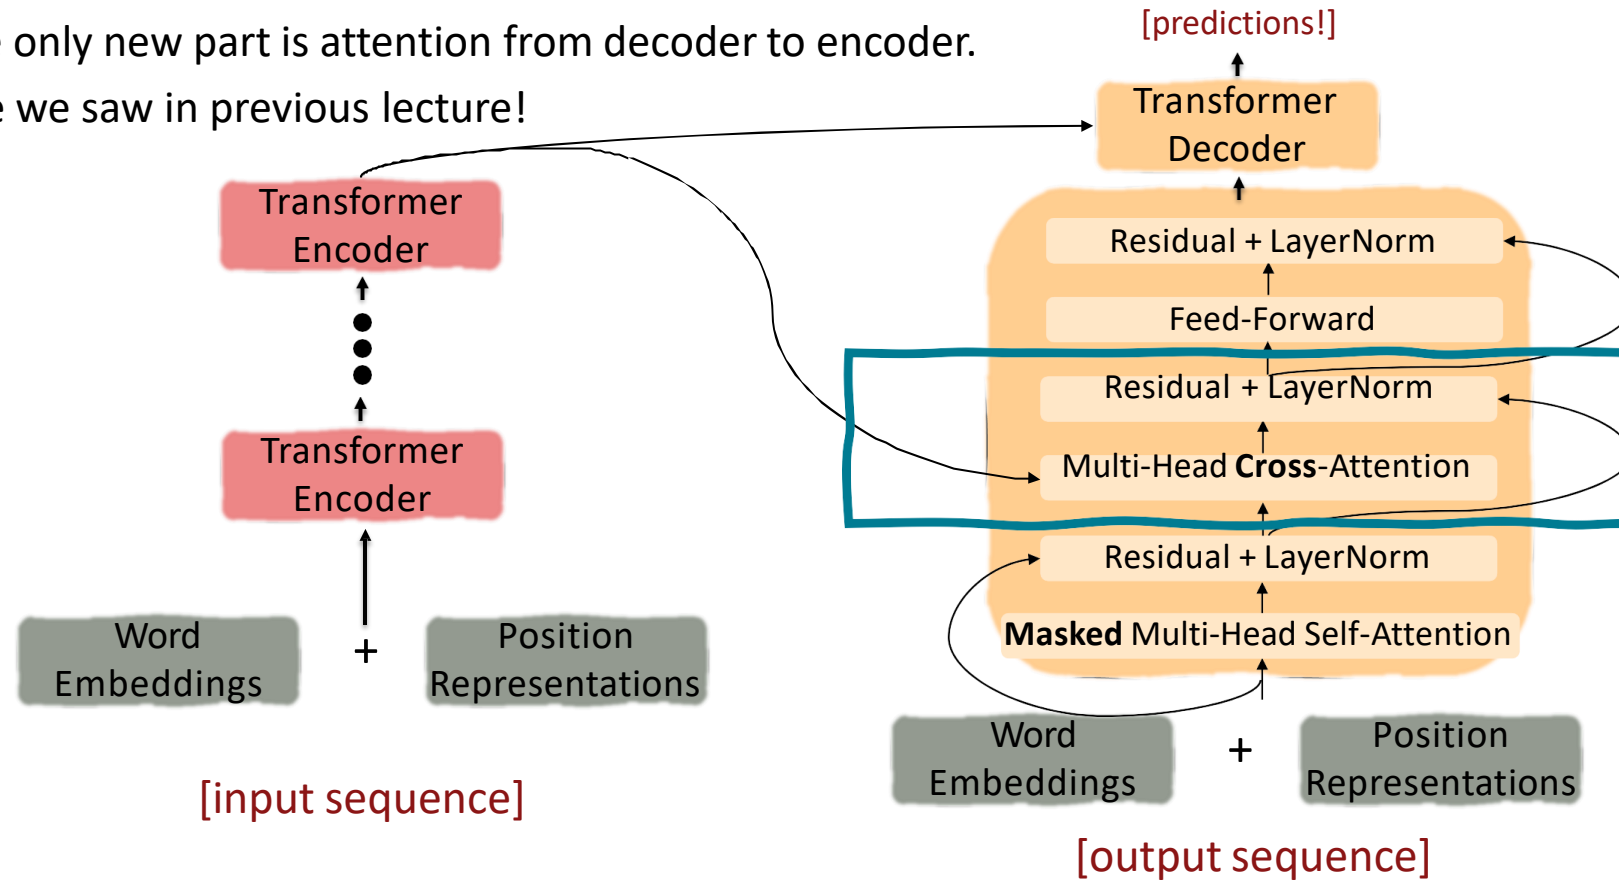 only new part is attention from decoder to encoder.
we saw in previous lecture!
Transformer
Encoder
Transformer
Encoder
Word
Embeddings
+
Position
Representations
[input sequence]
[predictions!]
Transformer
Decoder
Residual + LayerNorm
Feed-Forward
Residual + LayerNorm
Multi-Head Cross-Attention
Residual + LayerNorm
Masked Multi-Head Self-Attention
Word
Embeddings
+
Position
Representations
[output sequence]